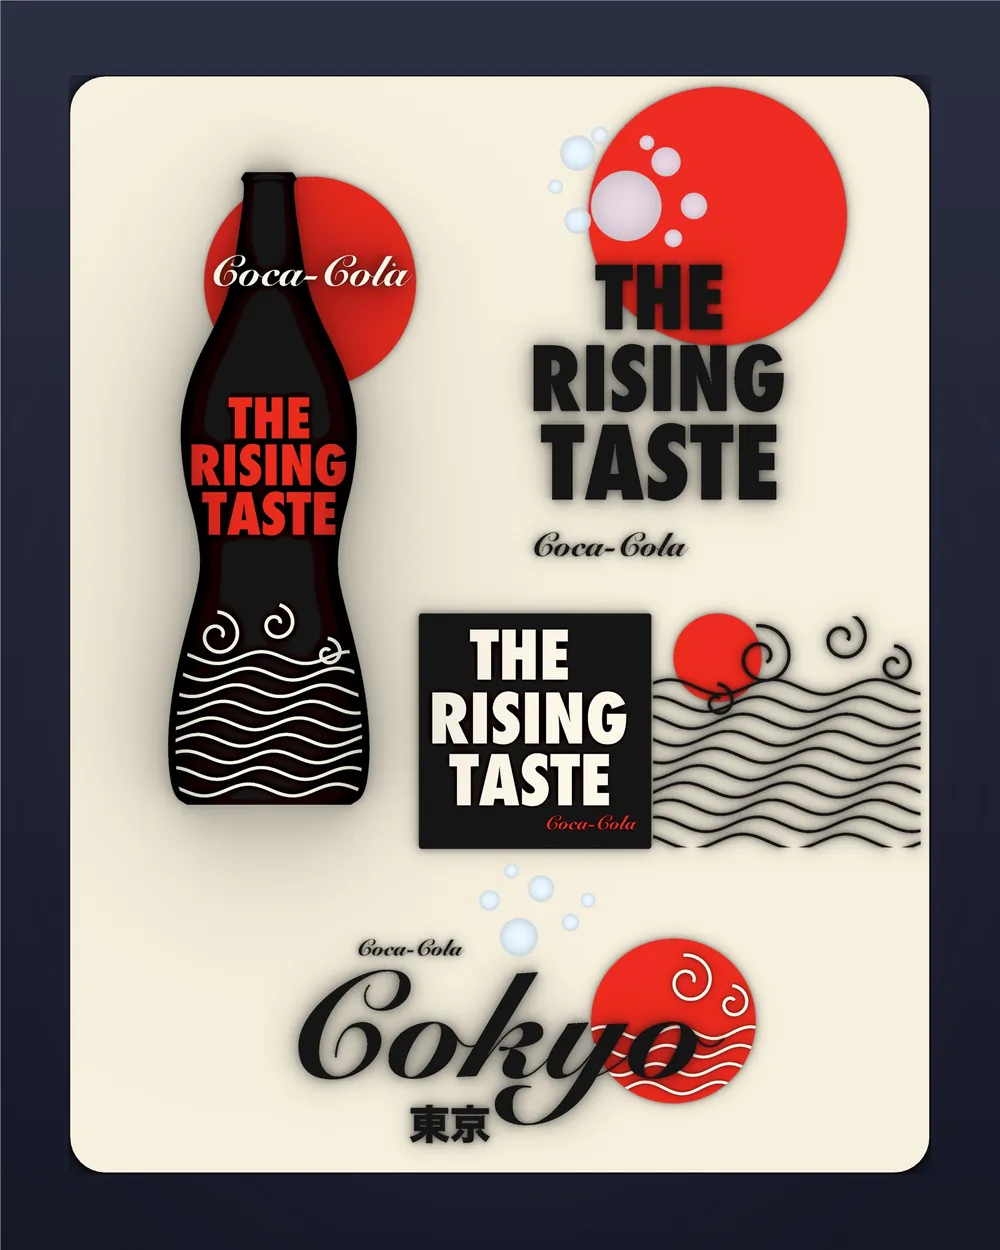 Coca-Cola
THE
RISING
TASTE
THE
RISING
TASTE
Coca-Cola
THE
RISING
TASTE
Coca-Cola
Coca-Cola
Cokyo
東京